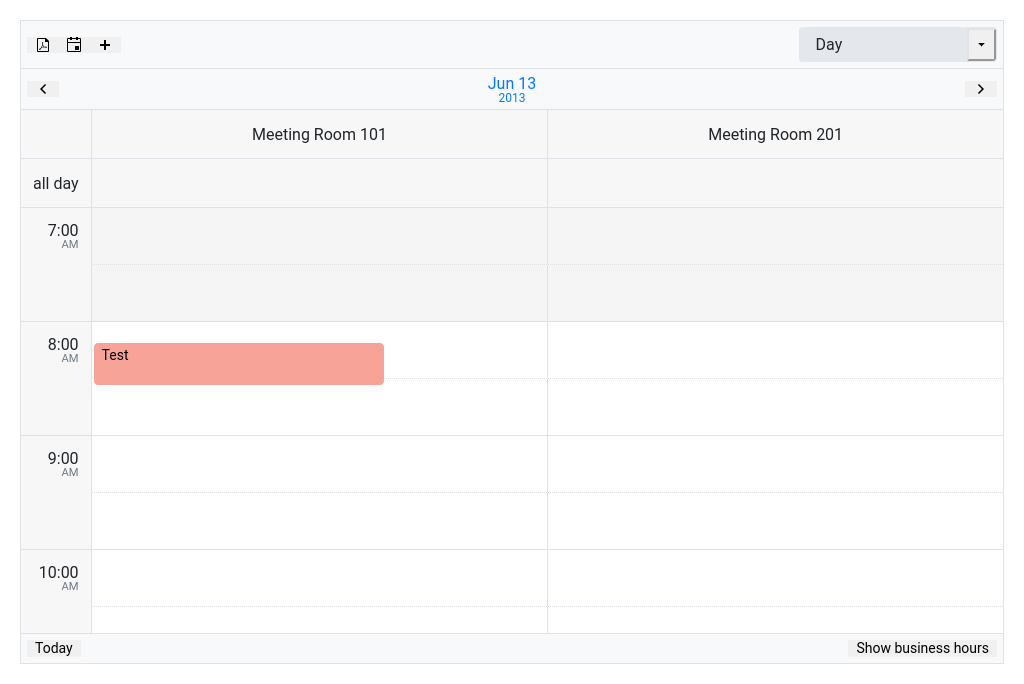 Day
Jun 13
2013
Meeting Room 101
Meeting Room 201
all day
7:00
AM
8:00
AM
Test
9:00
AM
10:00
AM
Today
Show business hours